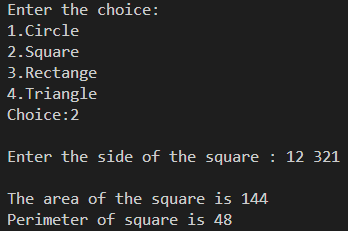 Enter the choice:
1.Circle
2.Square
3.Rectange
4.Triangle
Choice:2
Enter the side of the square : 12 321
The area of the square is 144
Perimeter of square is 48